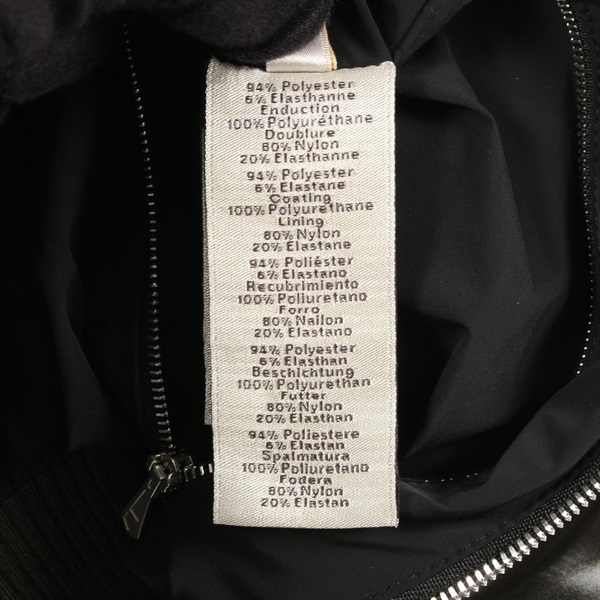 94% Polyester
6% Elasthanne
Enduction
100% Polyuréthane
Doublure
80% Nylon
20% Elasthanne
94% Polyester
6% Elastane
Coating
100% Polyurethane
Lining
80% Nylon
20% Elastane
94% Poliéster
6% Elastano
Recubrimiento
100% Poliuretano
Forro
80% Nailon
20% Elastano
94% Polyester
6% Elasthan
Beschichtung
100% Polyurethan
Futter
80% Nylon
20% Elasthan
94% Poliestere
6% Elastan
Spalmatura
100% Poliuretano
Fodera
80% Nylon
20% Elastan